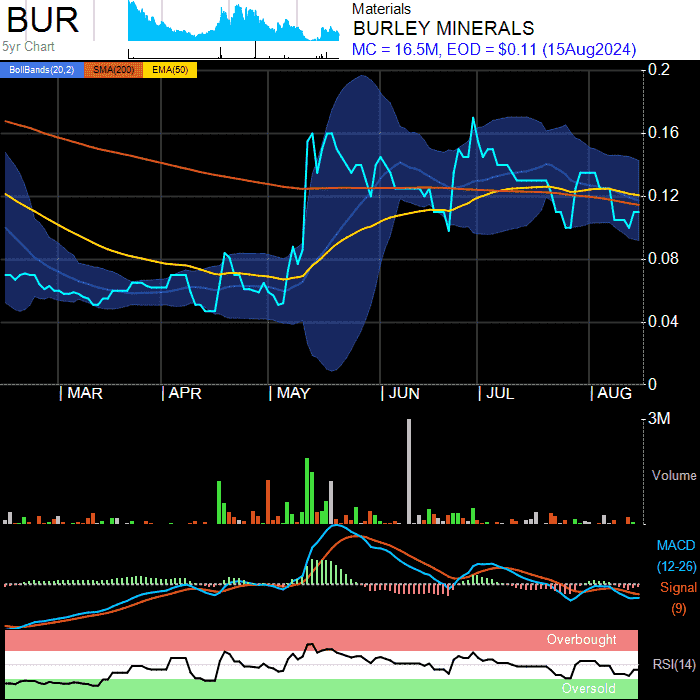 BUR
5yr Chart
Materials
BURLEY MINERALS
MC = 16.5M, EOD = $0.11 (15Aug2024)
BollBands(20,2) SMA(200) EMA(50)
0.2
0.16
0.12
0.08
0.04
0
MAR APR MAY JUN JUL AUG
3M
Volume
MACD
(12-26)
Signal
(9)
Overbought
RSI(14)
Oversold